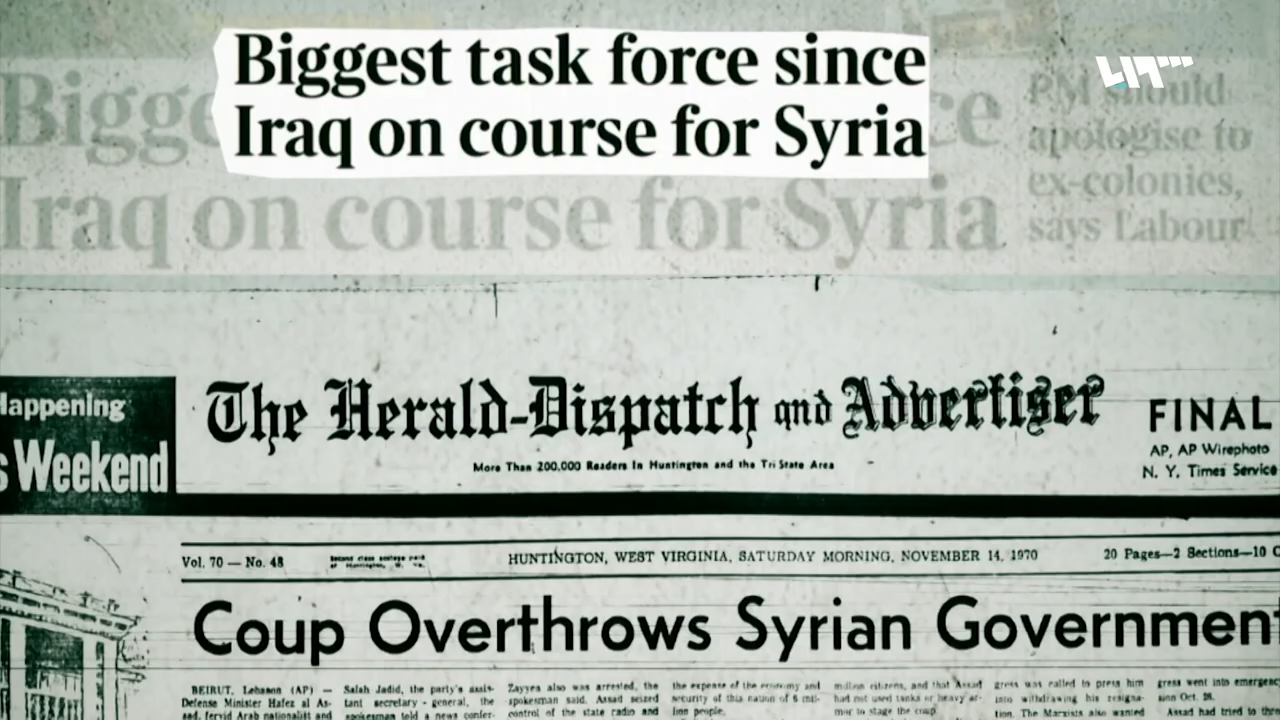 Biggest task force since
Iraq on course for Syria
Bigge ce
Iraq on course for Syria
PM should
apologise to
ex-colonies,
says Labour
Happening
s Weekend
The Herald-Dispatch and Advertiser
More Than 200,000 Readers In Huntington and the Tri State Area
FINAL
AP, AP Wirephoto
N. Y. Times Service
Vol. 70 — No. 48
HUNTINGTON, WEST VIRGINIA, SATURDAY MORNING, NOVEMBER 14, 1970
20 Pages—2 Sections—10 C
Coup Overthrows Syrian Government
BEIRUT, Lebanon (AP) —
Defense Minister Hafez al As-
sad, fervid Arab nationalist and
Salah Jadid, the party's assis-
tant secretary - general, the
spokesman told a news confer-
Zayyen also was arrested, the
spokesman said. Assad seized
control of the state radio and
the expense of the economy and
security of this nation of 6 mil-
lion people.
million citizens, and that Assad
had not used tanks or heavy ar-
mor to stage the coup
gress was called to press him
into withdrawing his resigna-
tion. The Marxists also wanted
gress went into emergency
sion Oct. 28.
Assad had tried to thr